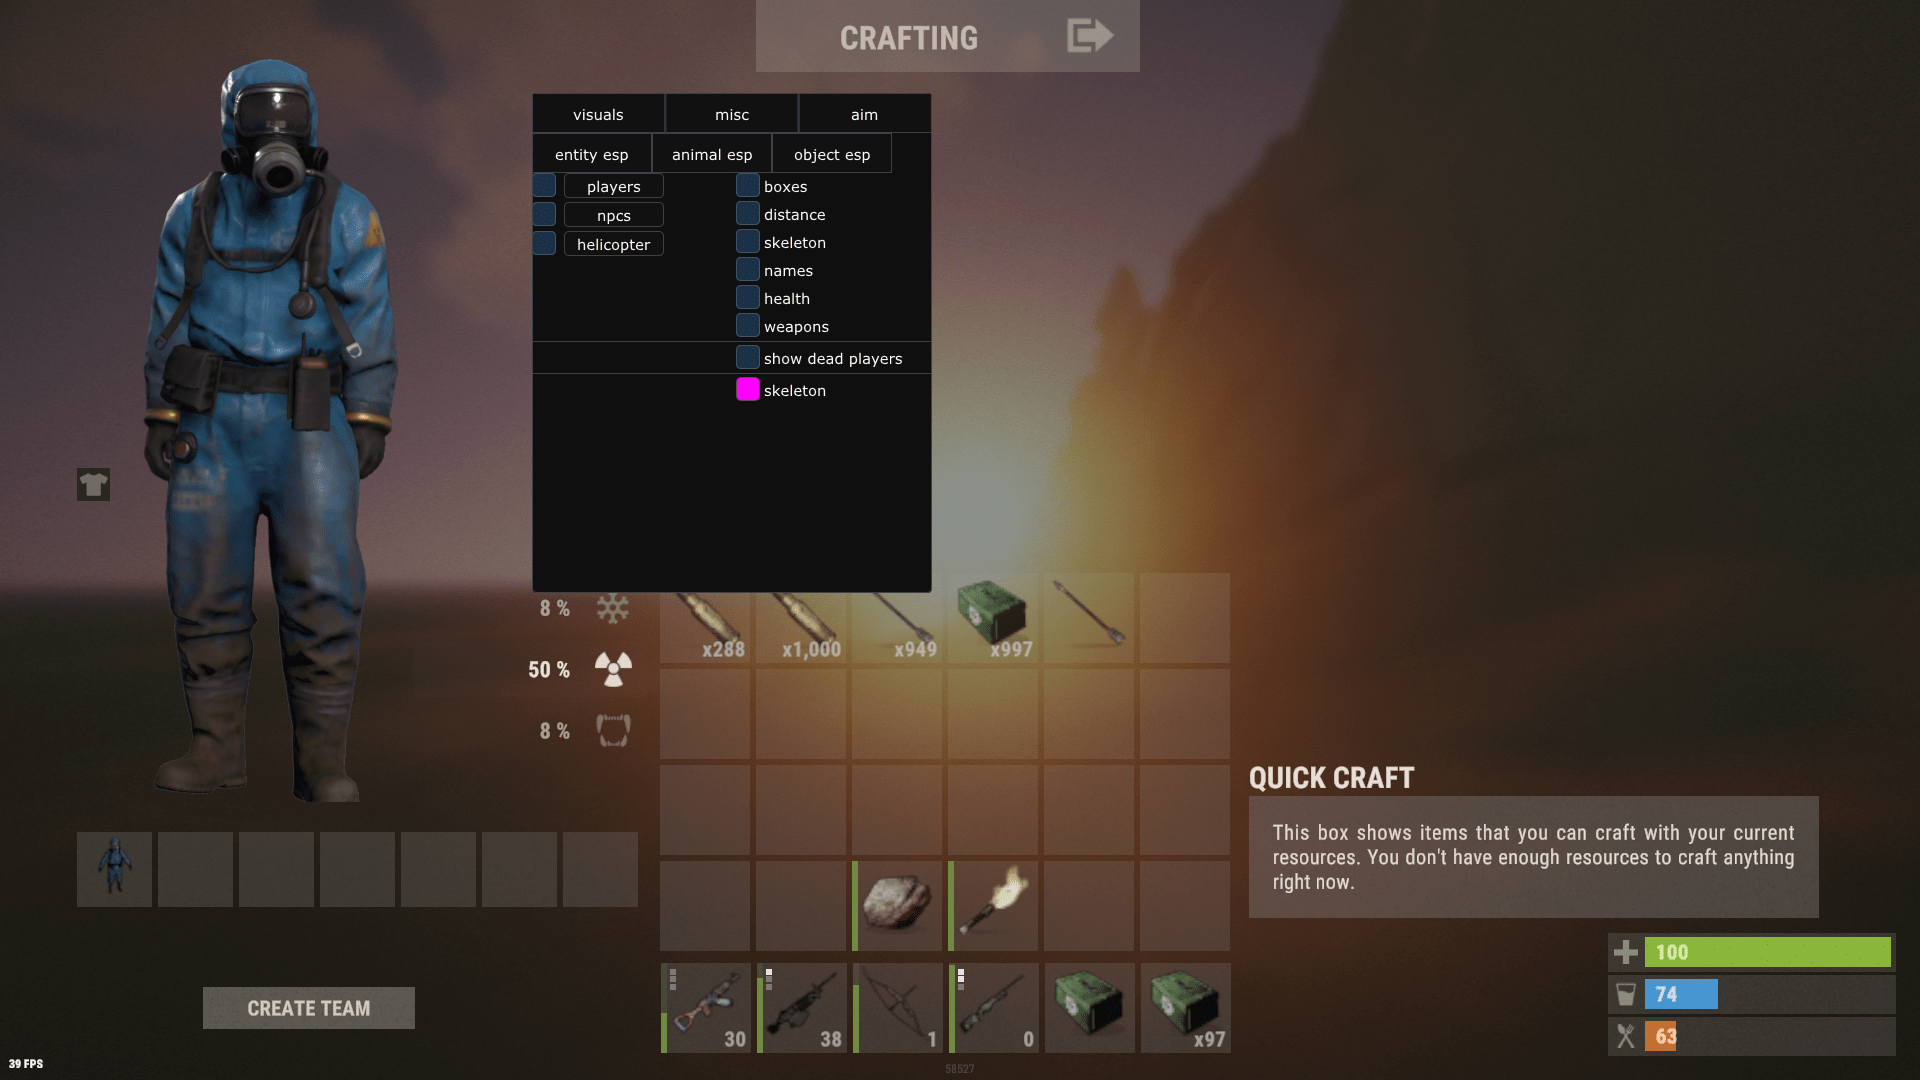 CRAFTING
visuals misc aim
entity esp animal esp object esp
players boxes
npcs distance
helicopter skeleton
names
health
weapons
show dead players
skeleton
8 %
x288 x1,000 x949 x997
50 %
8 %
QUICK CRAFT
This box shows items that you can craft with your current
resources. You don't have enough resources to craft anything
right now.
100
74
63
CREATE TEAM
30 38 1 0 x97
39 FPS
58527